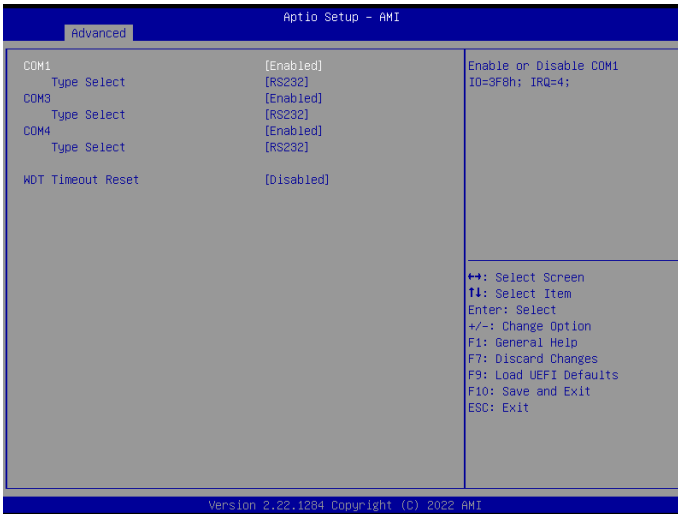 Aptio Setup – AMI
Advanced
COM1 [Enabled]
Type Select [RS232]
COM3 [Enabled]
Type Select [RS232]
COM4 [Enabled]
Type Select [RS232]
WDT Timeout Reset [Disabled]
Enable or Disable COM1
IO=3F8h; IRQ=4;
↔: Select Screen
↑↓: Select Item
Enter: Select
+/-: Change Option
F1: General Help
F7: Discard Changes
F9: Load UEFI Defaults
F10: Save and Exit
ESC: Exit
Version 2.22.1284 Copyright (C) 2022 AMI